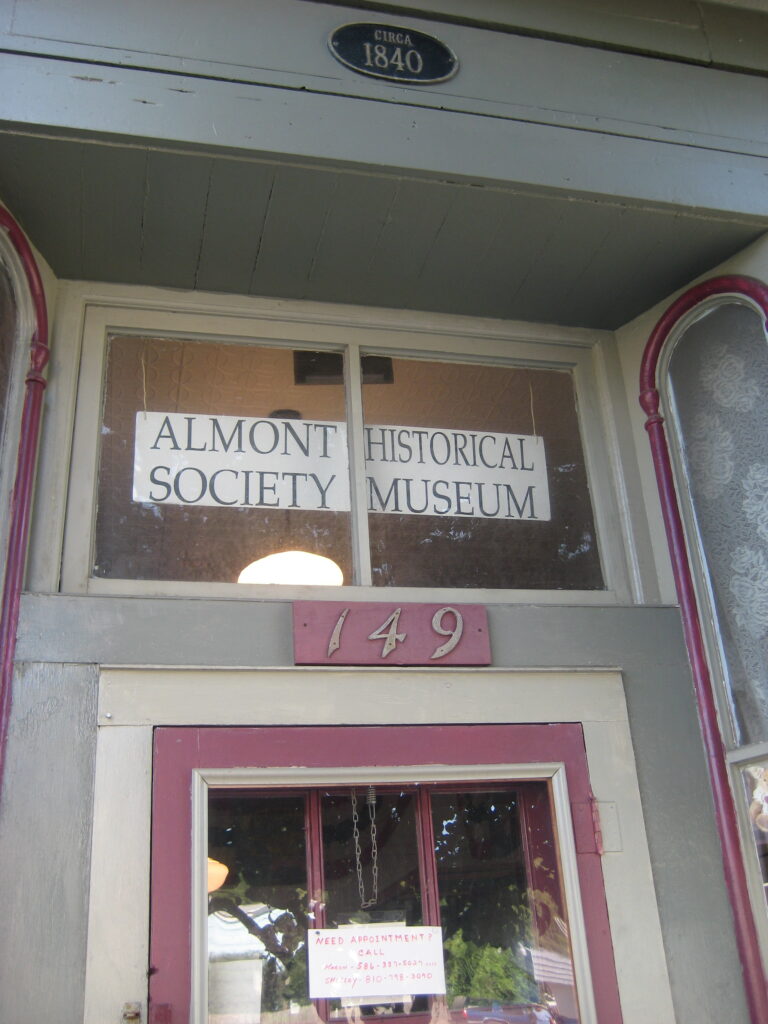 CIRCA
1840
ALMONT HISTORICAL
SOCIETY MUSEUM
149
NEED APPOINTMENT?
CALL